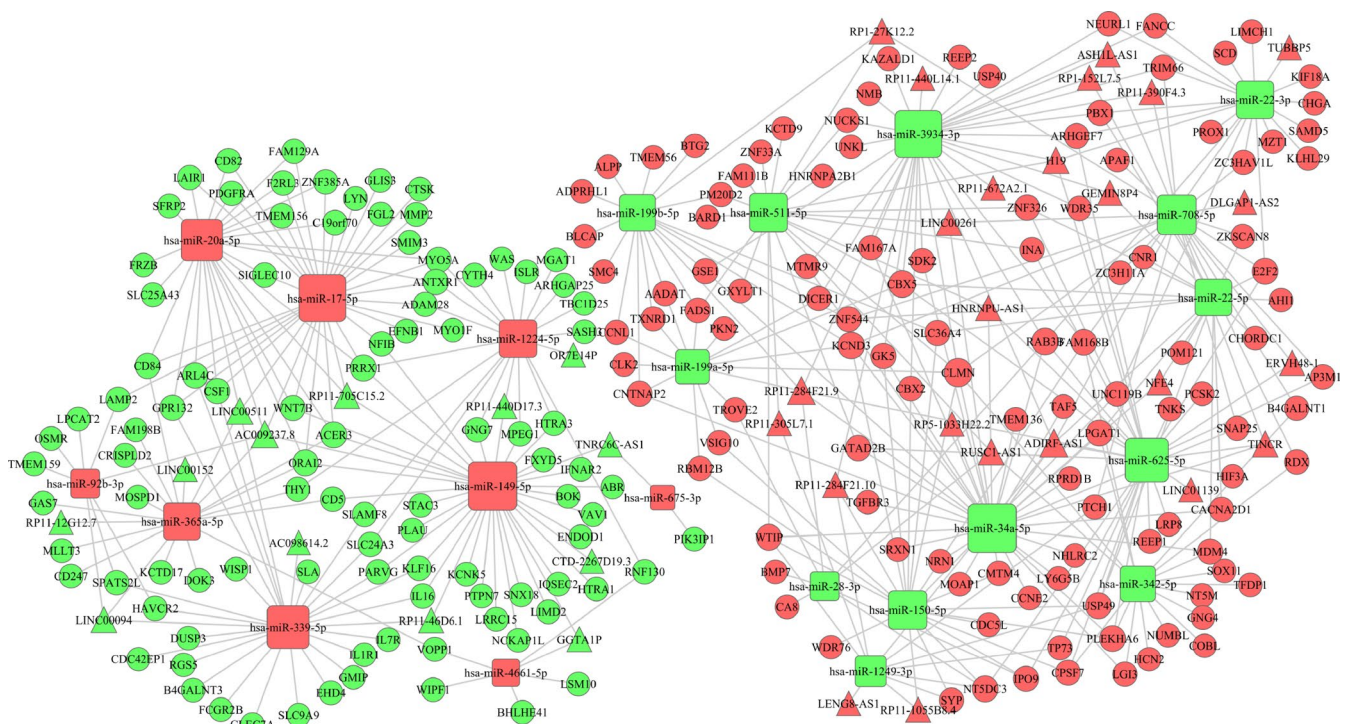 RP1-27K12.2
NEURL1
FANCC
LIMCH1
KAZALD1
REEP2
ASH1L-AS1
SCD
TUBBP5
RP11-440L14.1
USP40
RP1-152L7.5
TRIM66
KIF18A
NMB
RP11-390F4.3
hsa-miR-22-3p
CHGA
NUCKS1
hsa-miR-3934-3p
PBX1
KCTD9
PROX1
SAMD5
UNKL
ARHGEF7
MZT1
BTG2
ZNF33A
H19
APAF1
KLHL29
TMEM56
HNRNPA2B1
ZC3HAV1L
ALPP
FAM111B
RP11-672A2.1
GEMIN8P4
ADPRHL1
PM20D2
ZNF326
DLGAP1-AS2
hsa-miR-199b-5p
BARD1
hsa-miR-511-5p
WDR35
hsa-miR-708-5p
LINC00261
BLCAP
INA
ZKSCAN8
FAM167A
SDK2
CNR1
SMC4
GSE1
MTMR9
ZC3H11A
E2F2
CBX5
GXYLT1
DICER1
hsa-miR-22-5p
AHI1
AADAT
HNRNPU-AS1
FADS1
ZNF544
TXNRD1
SLC36A4
CCNL1
PKN2
KCND3
RAB3B
FAM168B
CHORDC1
GK5
POM121
CLK2
hsa-miR-199a-5p
CLMN
ERVH48-1
NFE4
AP3M1
CNTNAP2
RP11-284F21.9
CBX2
UNC119B
PCSK2
TAF5
TNKS
B4GALNT1
TROVE2
RP11-305L7.1
RP5-1033H22.2
TMEM136
LPGAT1
SNAP25
VSIG10
GATAD2B
RUSC1-AS1
ADIRF-AS1
hsa-miR-625-5p
TINCR
RBM12B
RPRD1B
HIF3A
RDX
RP11-284F21.10
LINC01139
TGFBR3
PTCH1
CACNA2D1
hsa-miR-34a-5p
LRP8
WTIP
SRXN1
REEP1
NRN1
NHLRC2
MDM4
BMP7
hsa-miR-28-3p
MOAP1
CMTM4
LY6G5B
hsa-miR-342-5p
SOX11
TFDP1
CA8
hsa-miR-150-5p
CCNE2
USP49
NT5M
CDC5L
GNG4
WDR76
PLEKHA6
NUMBL
TP73
COBL
hsa-miR-1249-3p
HCN2
NT5DC3
IPO9
CPSF7
LGI3
LENG8-AS1
SYP
RP11-1055B8.4
FAM129A
CD82
LAIR1
F2RL3
ZNF385A
GLIS3
PDGFRA
LYN
CTSK
SFRP2
TMEM156
FGL2
MMP2
C19orf70
hsa-miR-20a-5p
SMIM3
FRZB
MYO5A
WAS
MGAT1
SIGLEC10
CYTH4
ISLR
SLC25A43
hsa-miR-17-5p
ANTXR1
ARHGAP25
ADAM28
TBC1D25
EFNB1
MYO1F
SASH3
NFIB
hsa-miR-1224-5p
OR7E14P
CD84
PRRX1
ARL4C
CSF1
RP11-705C15.2
LAMP2
GPR132
LINC00511
WNT7B
RP11-440D17.3
LPCAT2
HTRA3
FAM198B
AC009237.8
ACER3
GNG7
MPEG1
TNRC6C-AS1
OSMR
CRISPLD2
ORAI2
FXYD5
TMEM159
LINC00152
IFNAR2
hsa-miR-92b-3p
THY1
hsa-miR-149-5p
ABR
hsa-miR-675-3p
GAS7
MOSPD1
CD5
BOK
RP11-12G12.7
hsa-miR-365a-5p
SLAMF8
STAC3
VAV1
PLAU
ENDOD1
PIK3IP1
MLLT3
AC098614.2
SLC24A3
CD247
KCTD17
WISP1
CTD-2267D19.3
SPATS2L
DOK3
SLA
PARVG
KLF16
KCNK5
RNF130
IQSEC2
HTRA1
HAVCR2
IL16
PTPN7
SNX18
LINC00094
RP11-46D6.1
LRRC15
LIMD2
hsa-miR-339-5p
DUSP3
IL7R
NCKAP1L
GGTA1P
CDC42EP1
IL1R1
VOPP1
RGS5
GMIP
hsa-miR-4661-5p
B4GALNT3
EHD4
WIPF1
LSM10
FCGR2B
SLC9A9
BHLHE41